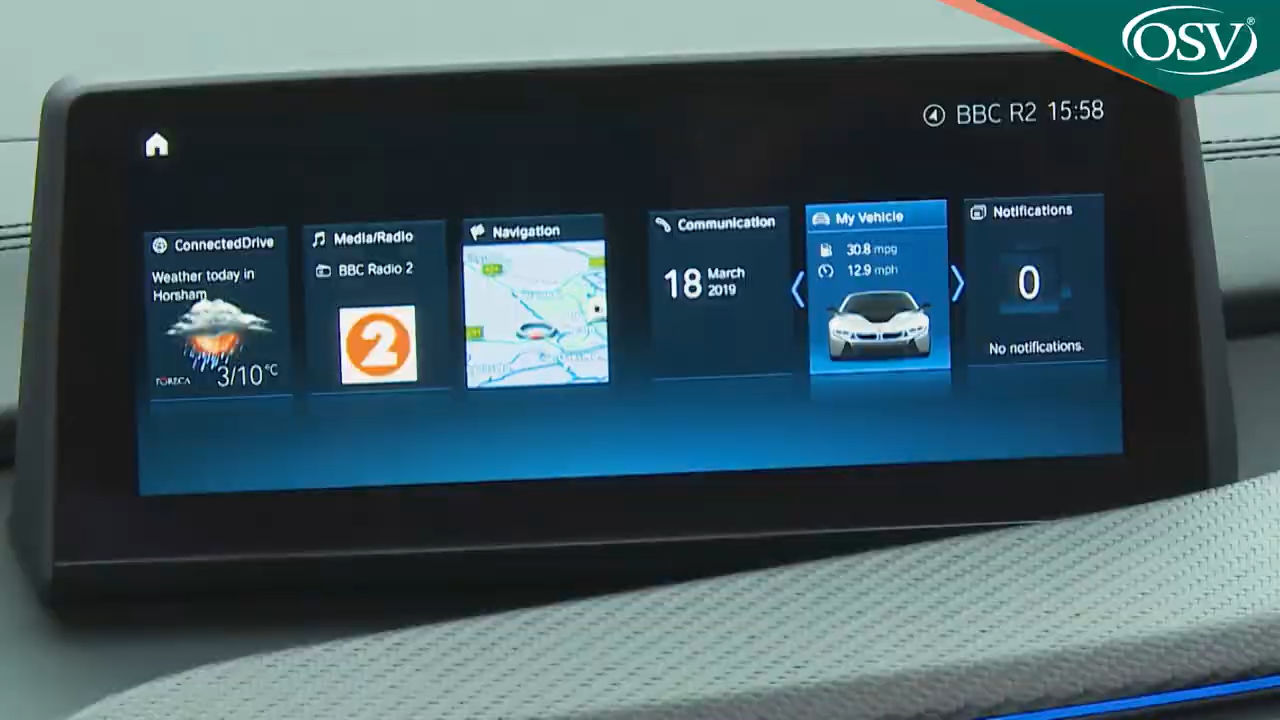 OSV®
BBC R2 15:58
ConnectedDrive
Weather today in
Horsham
FORECA
3/10°C
Media/Radio
BBC Radio 2
2
Navigation
Communication
18 March
2019
My Vehicle
30.8 mpg
12.9 mph
Notifications
0
No notifications.